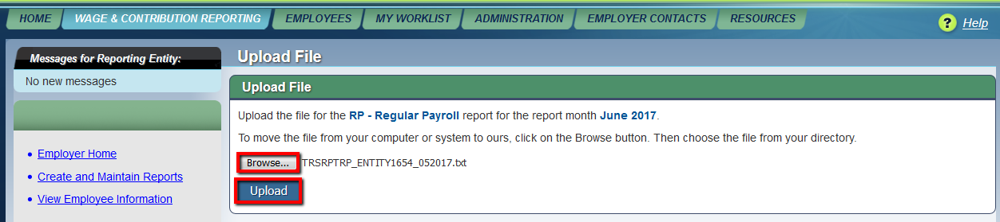 HOME WAGE & CONTRIBUTION REPORTING EMPLOYEES MY WORKLIST ADMINISTRATION EMPLOYER CONTACTS RESOURCES ? Help
Messages for Reporting Entity:
No new messages
Employer Home
Create and Maintain Reports
View Employee Information
Upload File
Upload File
Upload the file for the RP - Regular Payroll report for the report month June 2017.
To move the file from your computer or system to ours, click on the Browse button. Then choose the file from your directory.
Browse... TRSRPTRP_ENTITY1654_052017.txt
Upload